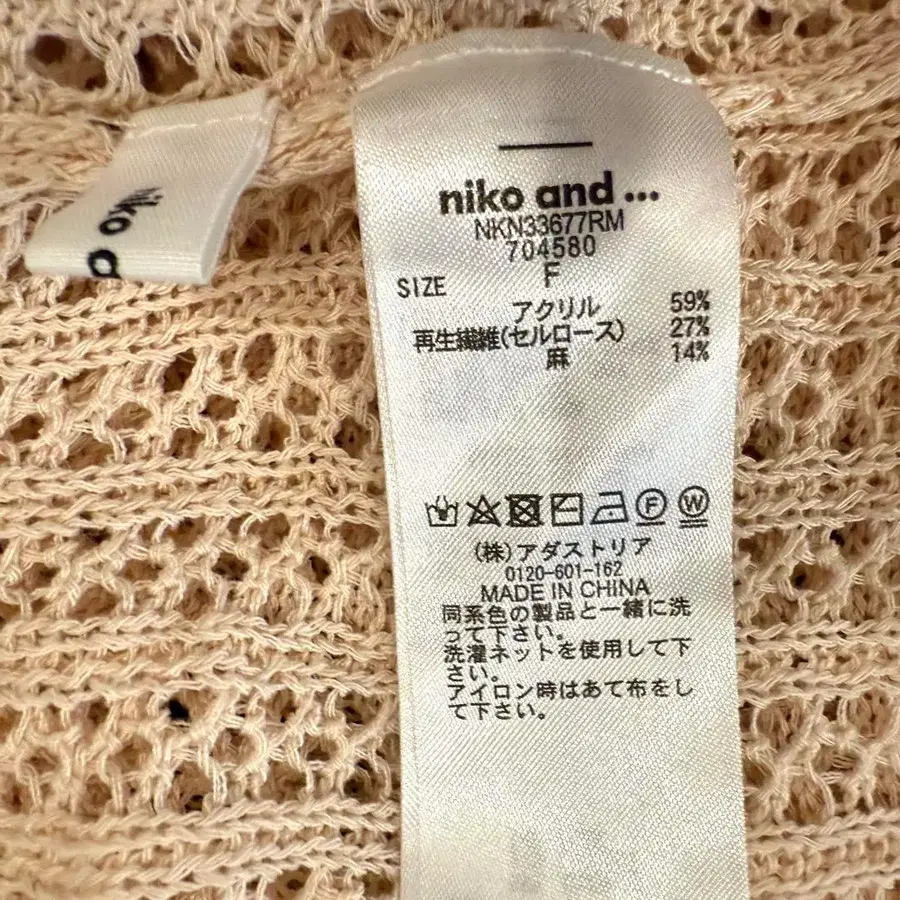 niko a
niko and ...
NKN33677RM
704580
SIZE F
アクリル 59%
再生繊維(セルロース) 27%
麻 14%
F W
(株)アダストリア
0120-601-162
MADE IN CHINA
同系色の製品と一緒に洗
って下さい。
洗濯ネットを使用して下
さい。
アイロン時はあて布をし
て下さい。